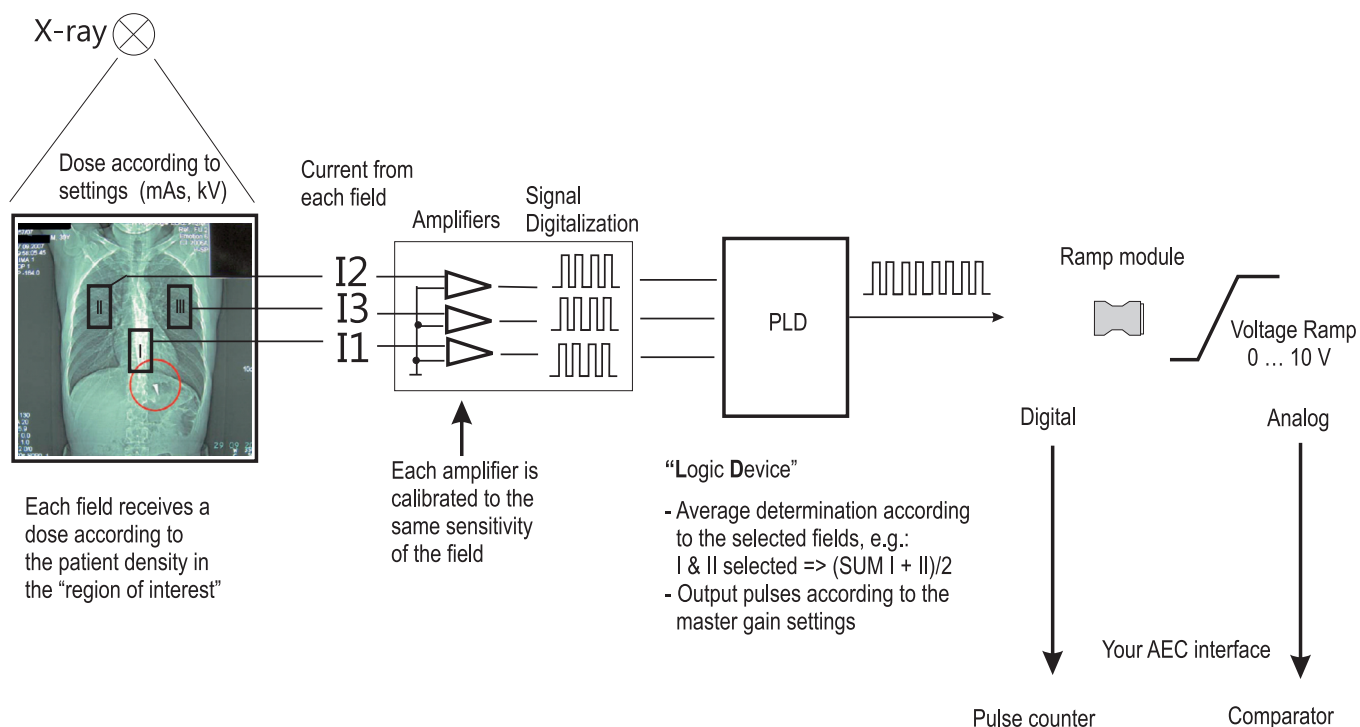 X-ray
Dose according to
settings (mAs, kV)
Current from
each field
Amplifiers
Signal
Digitalization
II
III
I
I2
I3
I1
PLD
Ramp module
Voltage Ramp
0 ... 10 V
Digital
Analog
Each field receives a
dose according to
the patient density in
the “region of interest”
Each amplifier is
calibrated to the
same sensitivity
of the field
“Logic Device”
- Average determination according
to the selected fields, e.g.:
I & II selected => (SUM I + II)/2
- Output pulses according to the
master gain settings
Your AEC interface
Pulse counter
Comparator